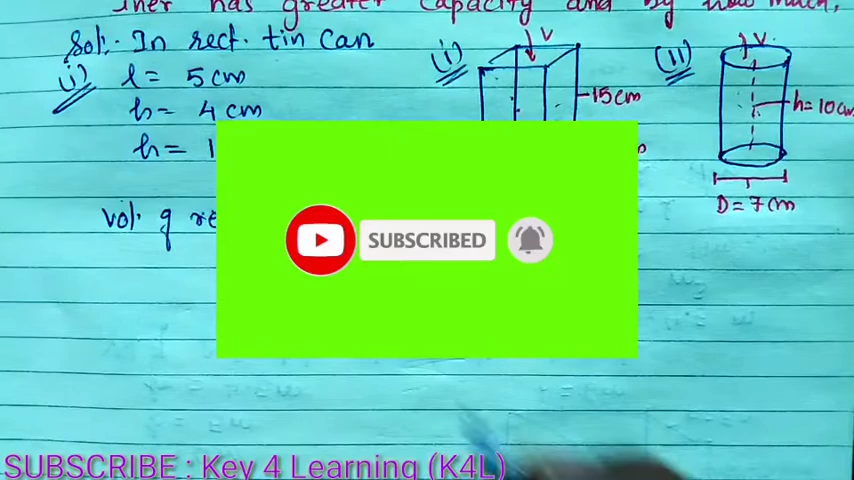 has greater capacity and by how much,
Sol:- In rect. tin can
(i) l = 5 cm
b = 4 cm
h = 1
Vol. of re
(i)
V
15 cm
(ii)
V
h = 10 cm
D = 7 cm
SUBSCRIBED
SUBSCRIBE : Key 4 Learning (K4L)